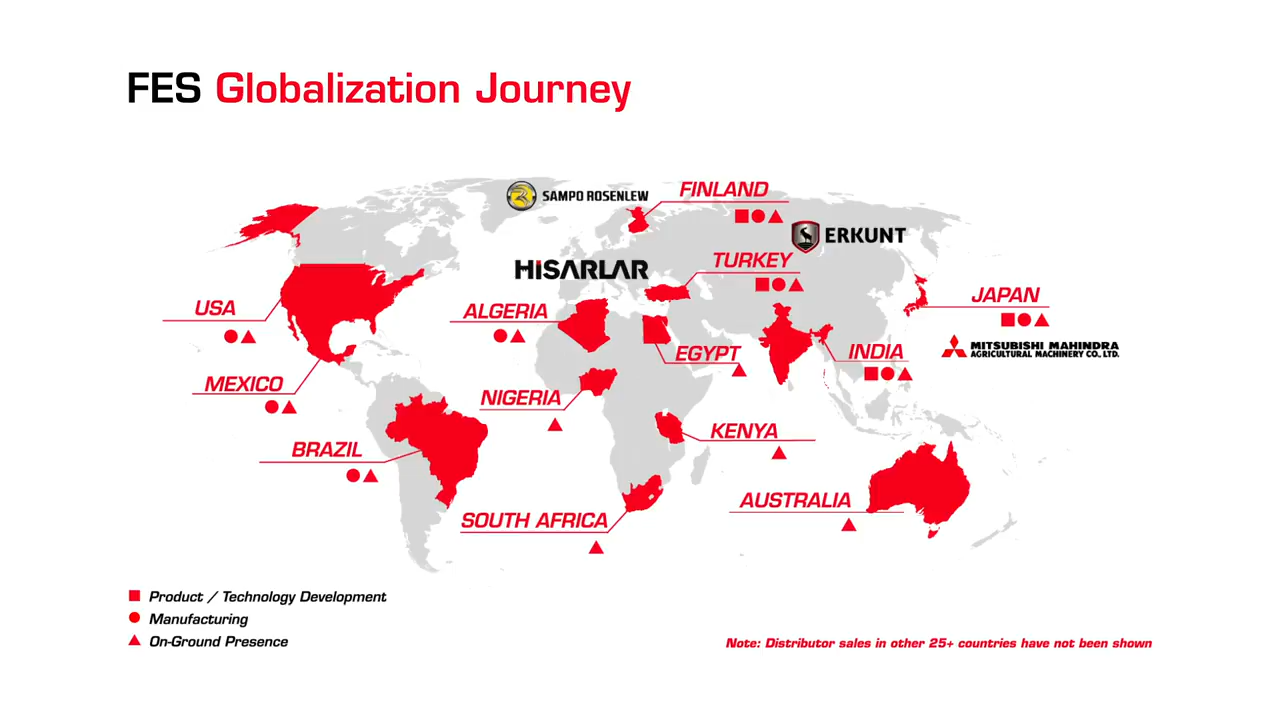 FES Globalization Journey
SAMPO ROSENLEW
FINLAND
ERKUNT
HiSARLAR
TURKEY
USA
ALGERIA
JAPAN
MITSUBISHI MAHINDRA
AGRICULTURAL MACHINERY CO., LTD.
EGYPT
INDIA
MEXICO
NIGERIA
KENYA
BRAZIL
AUSTRALIA
SOUTH AFRICA
Product / Technology Development
Manufacturing
On-Ground Presence
Note: Distributor sales in other 25+ countries have not been shown